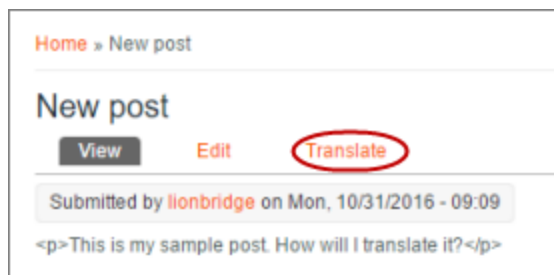 Home » New post
New post
View Edit Translate
Submitted by lionbridge on Mon, 10/31/2016 - 09:09
<p>This is my sample post. How will I translate it?</p>